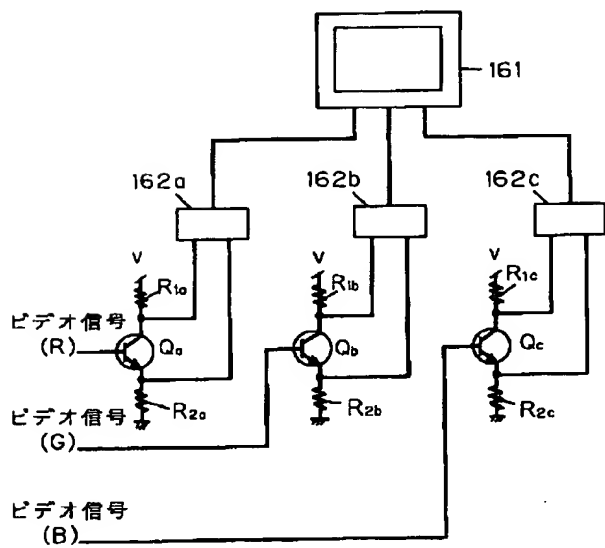 161
162a
162b
162c
V
V
V
R1a
R1b
R1c
ビデオ信号
(R)
Qa
Qb
Qc
R2a
R2b
R2c
ビデオ信号
(G)
ビデオ信号
(B)